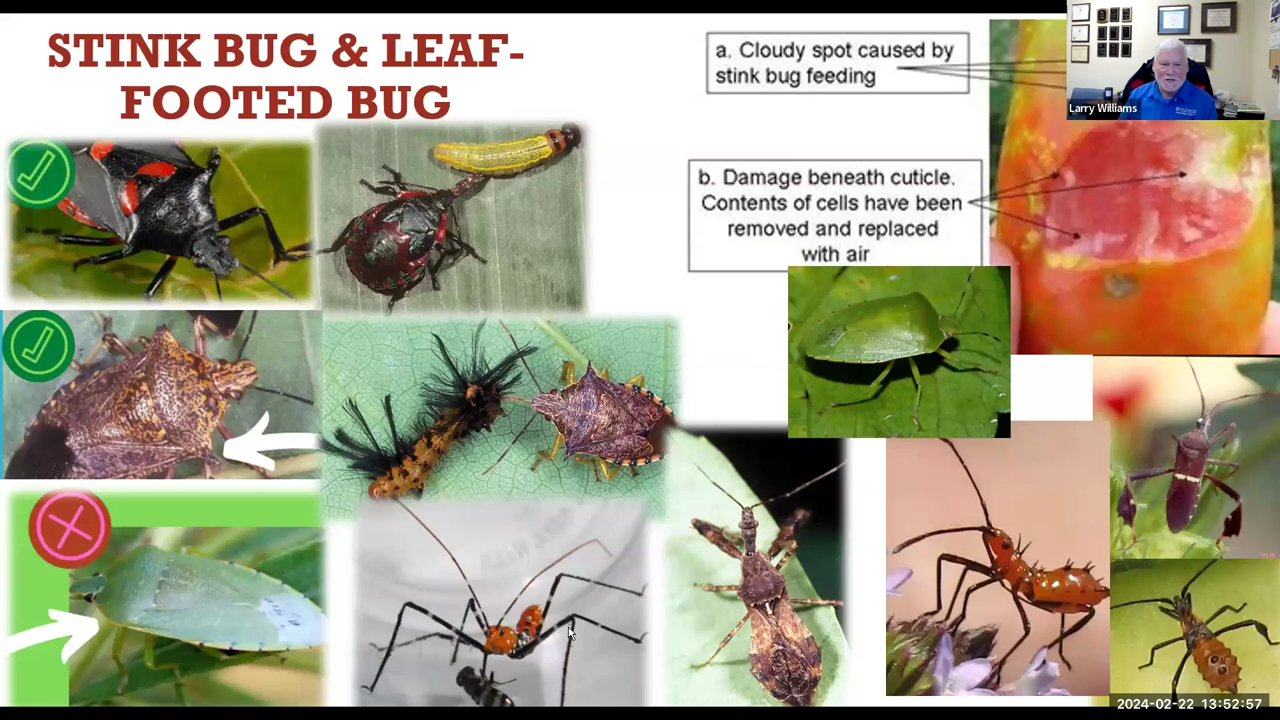 STINK BUG & LEAF-
FOOTED BUG
a. Cloudy spot caused by
stink bug feeding
Larry Williams
b. Damage beneath cuticle.
Contents of cells have been
removed and replaced
with air
2024-02-22 13:52:57